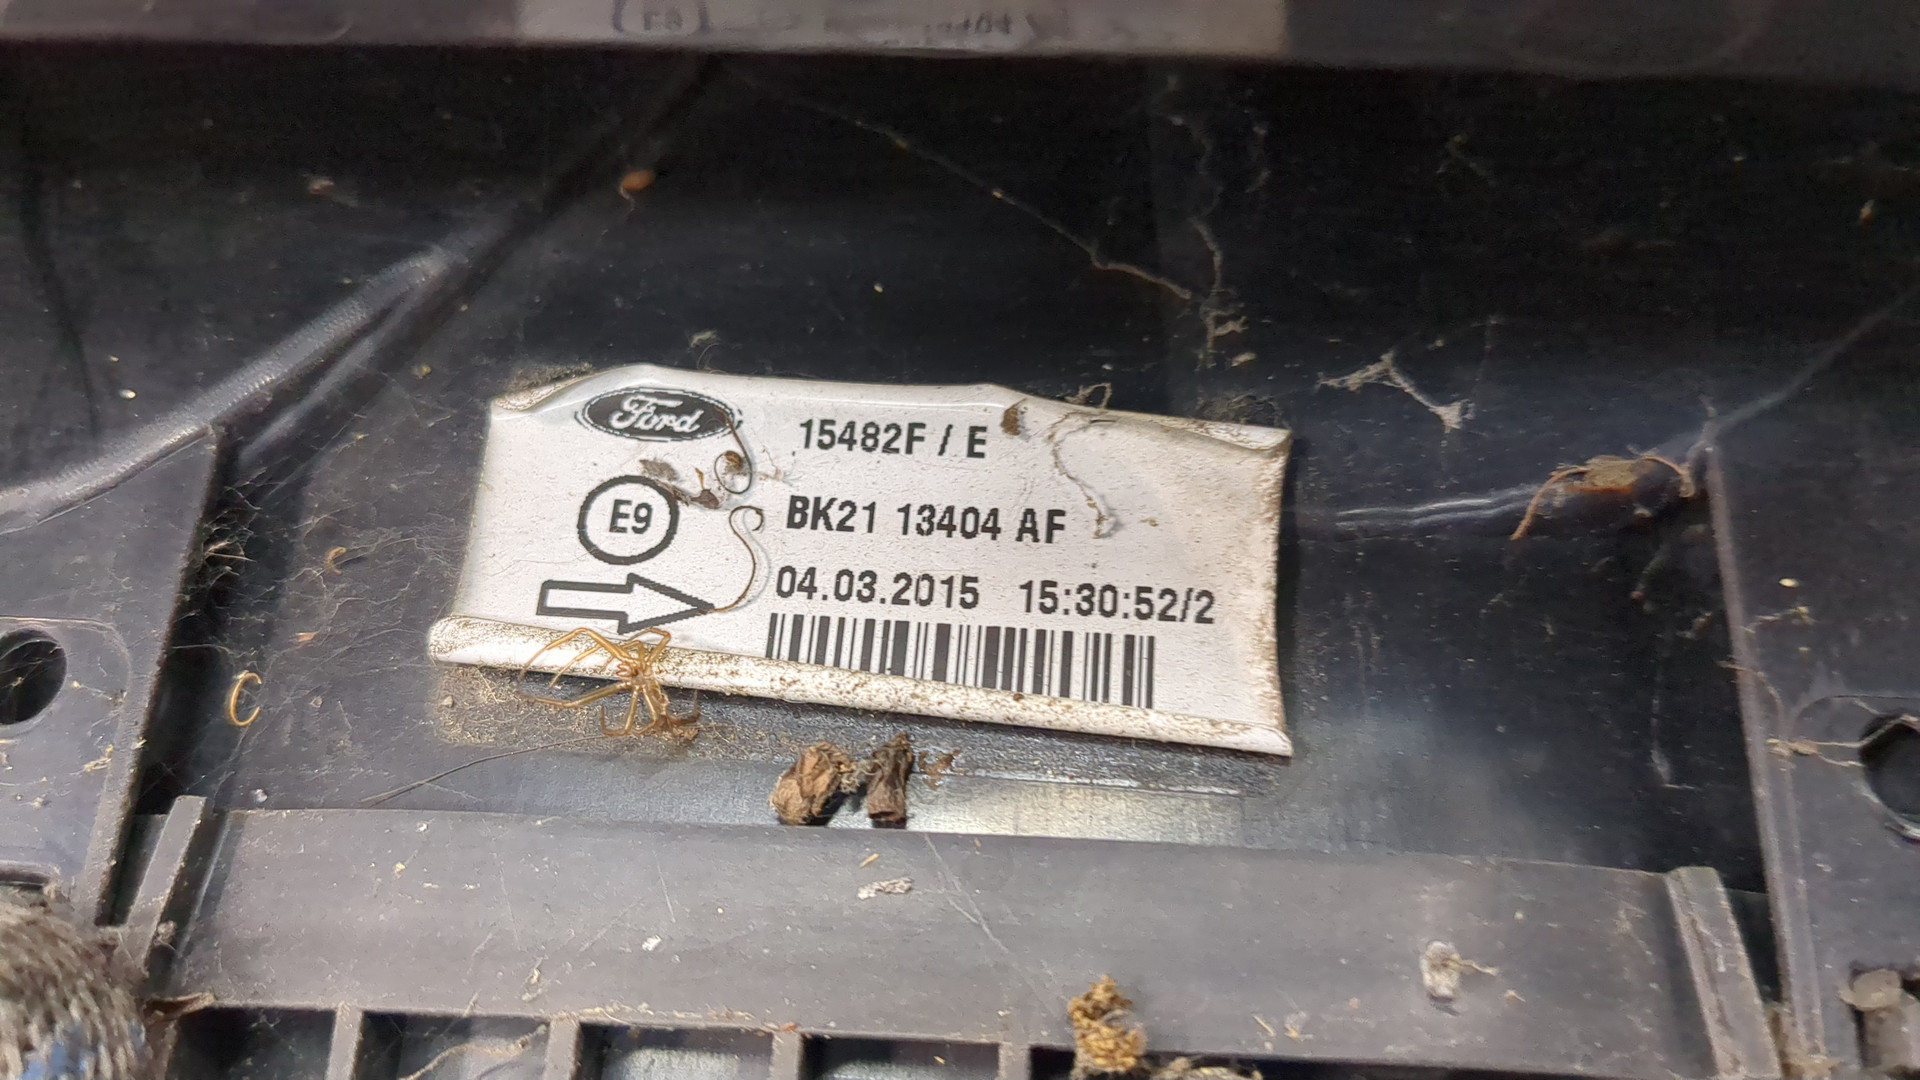 Ford
15482F / E
E9
BK21 13404 AF
04.03.2015 15:30:52/2